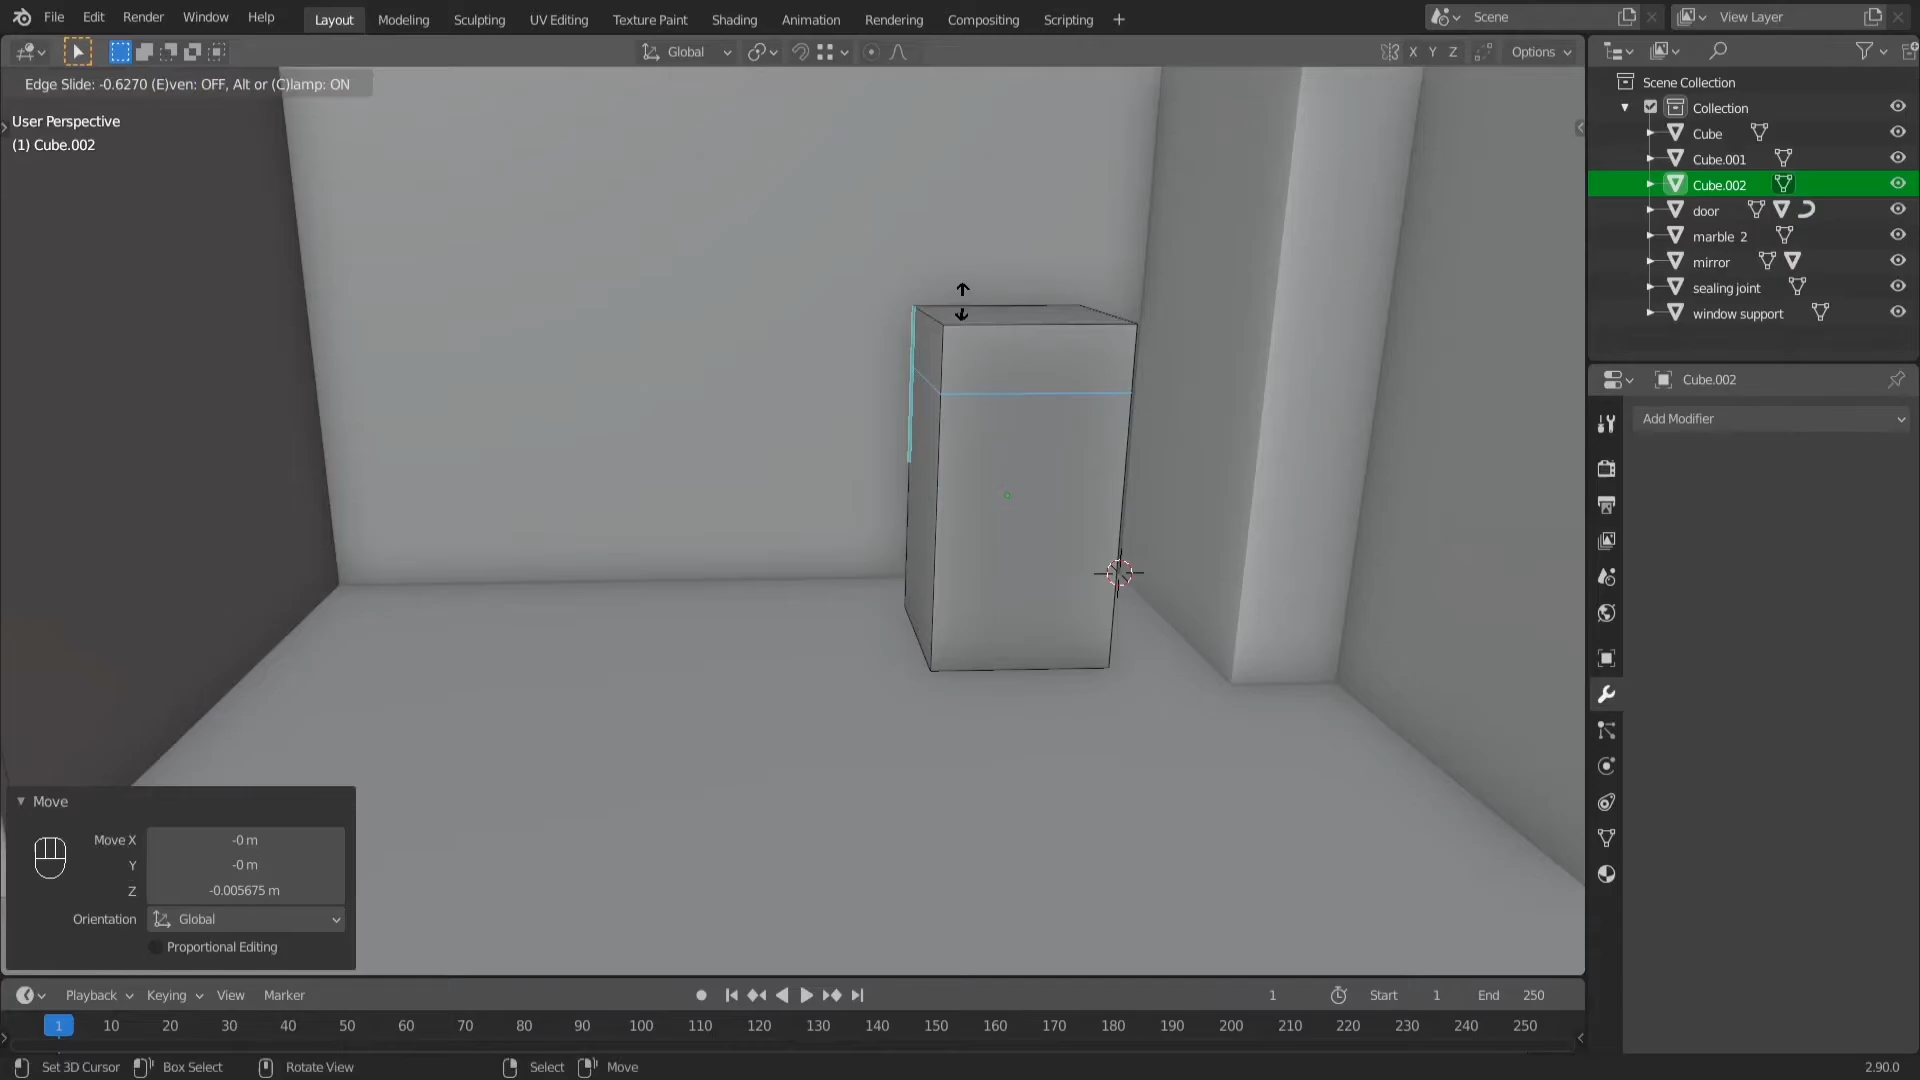 File Edit Render Window Help Layout Modeling Sculpting UV Editing Texture Paint Shading Animation Rendering Compositing Scripting + Scene View Layer
Global X Y Z Options
Edge Slide: -0.6270 (E)ven: OFF, Alt or (C)lamp: ON
User Perspective
(1) Cube.002
Scene Collection
Collection
Cube
Cube.001
Cube.002
door
marble 2
mirror
sealing joint
window support
Cube.002
Add Modifier
Move
Move X -0 m
Y -0 m
Z -0.005675 m
Orientation Global
Proportional Editing
Playback Keying View Marker 1 Start 1 End 250
1 10 20 30 40 50 60 70 80 90 100 110 120 130 140 150 160 170 180 190 200 210 220 230 240 250
Set 3D Cursor Box Select Rotate View Select Move 2.90.0